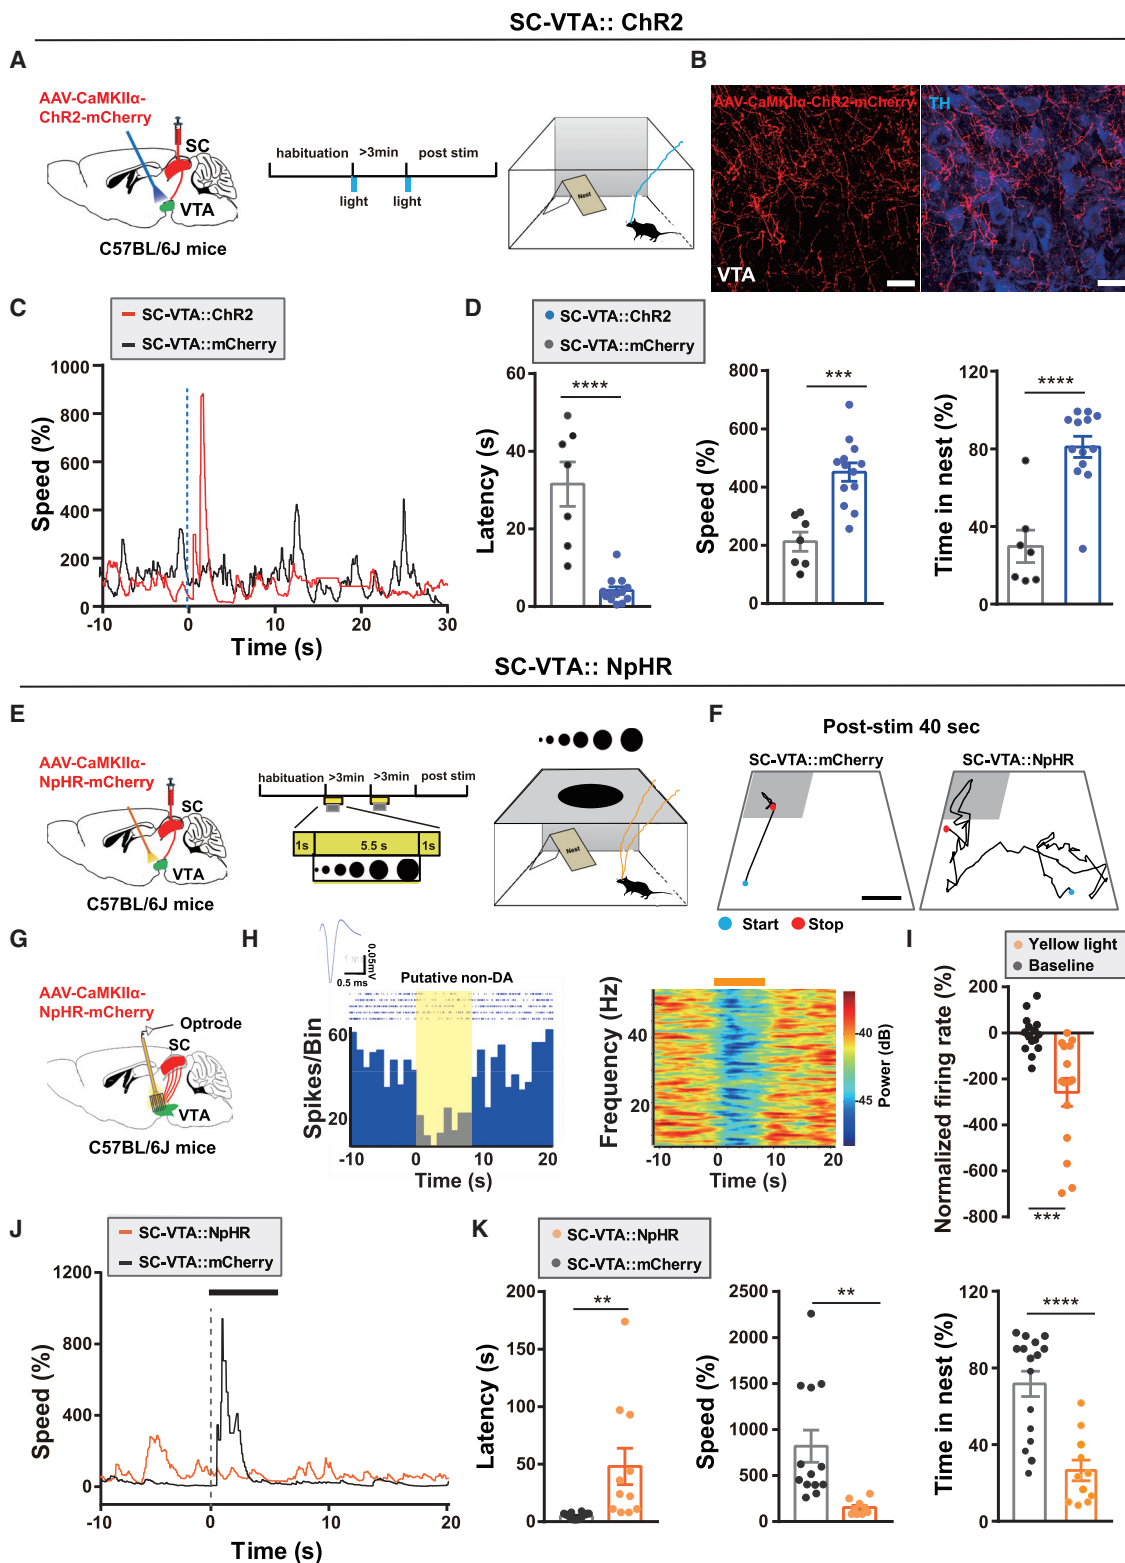 SC-VTA:: ChR2
A
AAV-CaMKIIα-
ChR2-mCherry
SC
VTA
C57BL/6J mice
habituation
>3min
post stim
light
light
Nest
B
AAV-CaMKIIα-ChR2-mCherry
TH
VTA
C
SC-VTA::ChR2
SC-VTA::mCherry
Speed (%)
1000
800
600
400
200
0
-10
0
10
20
30
Time (s)
D
SC-VTA::ChR2
SC-VTA::mCherry
Latency (s)
60
40
20
0
****
Speed (%)
800
600
400
200
0
***
Time in nest (%)
120
80
40
0
****
SC-VTA:: NpHR
E
AAV-CaMKIIα-
NpHR-mCherry
SC
VTA
C57BL/6J mice
habituation
>3min
>3min
post stim
1s
5.5 s
1s
Nest
F
Post-stim 40 sec
SC-VTA::mCherry
SC-VTA::NpHR
Start
Stop
G
AAV-CaMKIIα-
NpHR-mCherry
Optrode
SC
VTA
C57BL/6J mice
H
0.05mV
0.5 ms
Putative non-DA
Spikes/Bin
60
20
-10
0
10
20
Time (s)
Frequency (Hz)
40
20
-10
0
10
20
Time (s)
-40
-45
Power (dB)
I
Yellow light
Baseline
Normalized firing rate (%)
200
0
-200
-400
-600
-800
***
J
SC-VTA::NpHR
SC-VTA::mCherry
Speed (%)
1200
800
400
0
-10
0
10
20
Time (s)
K
SC-VTA::NpHR
SC-VTA::mCherry
Latency (s)
200
150
100
50
0
**
Speed (%)
2500
2000
1500
1000
500
0
**
Time in nest (%)
120
80
40
0
****